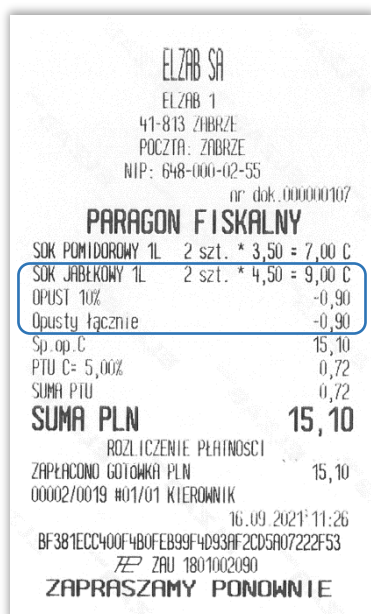 ELZAB SA
ELZAB 1
41-813 ZABRZE
POCZTA: ZABRZE
NIP: 648-000-02-55
nr dok.000000107
PARAGON FISKALNY
SOK POMIDOROWY 1L 2 szt. * 3,50 = 7,00 C
SOK JABŁKOWY 1L 2 szt. * 4,50 = 9,00 C
OPUST 10% -0,90
Opusty łącznie -0,90
Sp.op.C 15,10
PTU C= 5,00% 0,72
SUMA PTU 0,72
SUMA PLN 15,10
ROZLICZENIE PŁATNOŚCI
ZAPŁACONO GOTÓWKA PLN 15,10
00002/0019 #01/01 KIEROWNIK
16.09.2021 11:26
BF381ECC400F4B0FEB99F4D93AF2CD5A07222F53
ZAU 1801002090
ZAPRASZAMY PONOWNIE